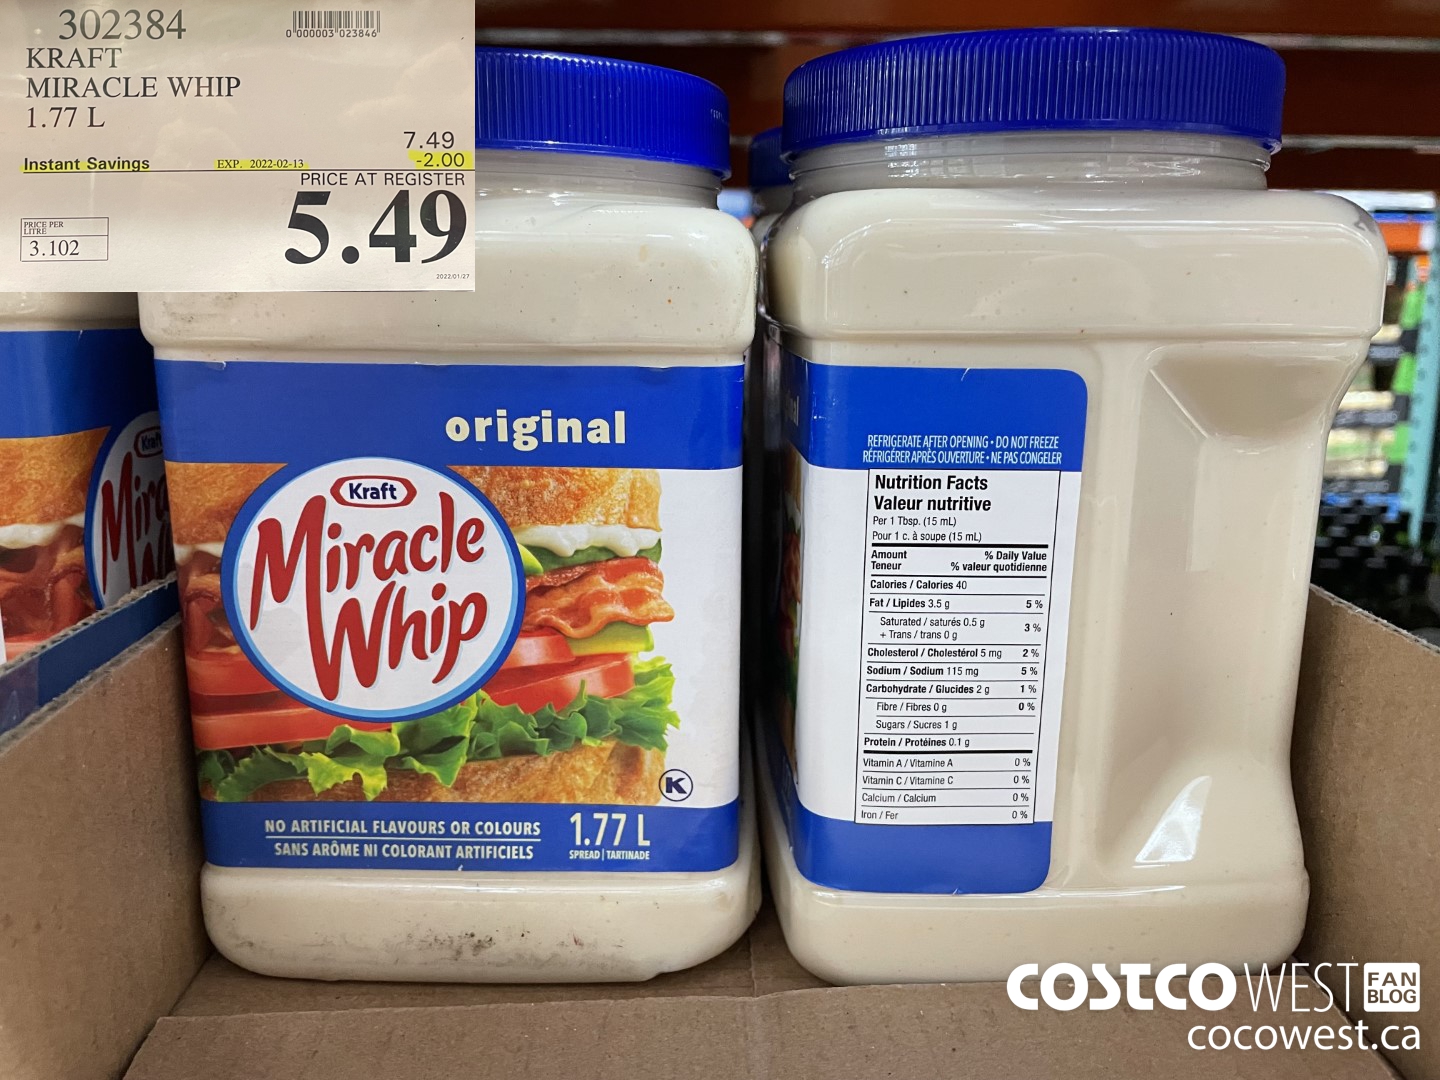 302384
0"000003"023846"
KRAFT
MIRACLE WHIP
1.77 L
7.49
Instant Savings EXP. 2022-02-13 -2.00
PRICE AT REGISTER
5.49
PRICE PER
LITRE
3.102
2022/01/27
original
Kraft
Miracle
Whip
K
NO ARTIFICIAL FLAVOURS OR COLOURS
SANS ARÔME NI COLORANT ARTIFICIELS
1.77 L
SPREAD | TARTINADE
Kraft
REFRIGERATE AFTER OPENING • DO NOT FREEZE
RÉFRIGÉRER APRÈS OUVERTURE • NE PAS CONGELER
Nutrition Facts
Valeur nutritive
Per 1 Tbsp. (15 mL)
Pour 1 c. à soupe (15 mL)
Amount % Daily Value
Teneur % valeur quotidienne
Calories / Calories 40
Fat / Lipides 3.5 g 5 %
Saturated / saturés 0.5 g
+ Trans / trans 0 g 3 %
Cholesterol / Cholestérol 5 mg 2 %
Sodium / Sodium 115 mg 5 %
Carbohydrate / Glucides 2 g 1 %
Fibre / Fibres 0 g 0 %
Sugars / Sucres 1 g
Protein / Protéines 0.1 g
Vitamin A / Vitamine A 0 %
Vitamin C / Vitamine C 0 %
Calcium / Calcium 0 %
Iron / Fer 0 %
COSTCO WEST FAN BLOG
cocowest.ca